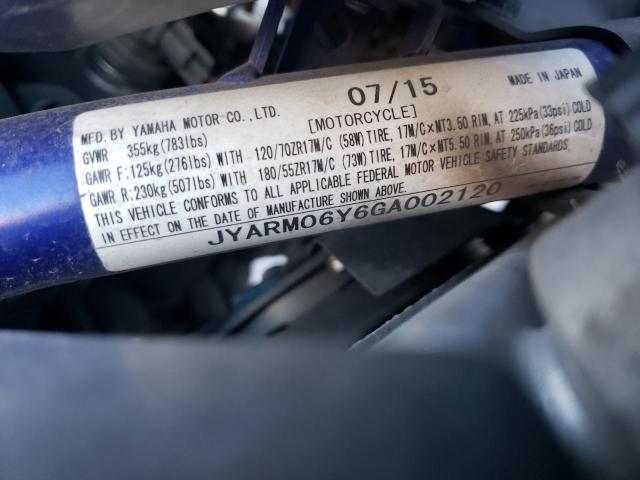 MFD. BY YAMAHA MOTOR CO.,LTD. 07/15 MADE IN JAPAN
GVWR 355kg(783lbs) [MOTORCYCLE]
GAWR F:125kg(276lbs) WITH 120/70ZR17M/C (58W) TIRE, 17M/C×MT3.50 RIM, AT 225kPa(33psi) COLD
GAWR R:230kg(507lbs) WITH 180/55ZR17M/C (73W) TIRE, 17M/C×MT5.50 RIM, AT 250kPa(36psi) COLD
THIS VEHICLE CONFORMS TO ALL APPLICABLE FEDERAL MOTOR VEHICLE SAFETY STANDARDS
IN EFFECT ON THE DATE OF MANUFACTURE SHOWN ABOVE.
JYARM06Y6GA002120